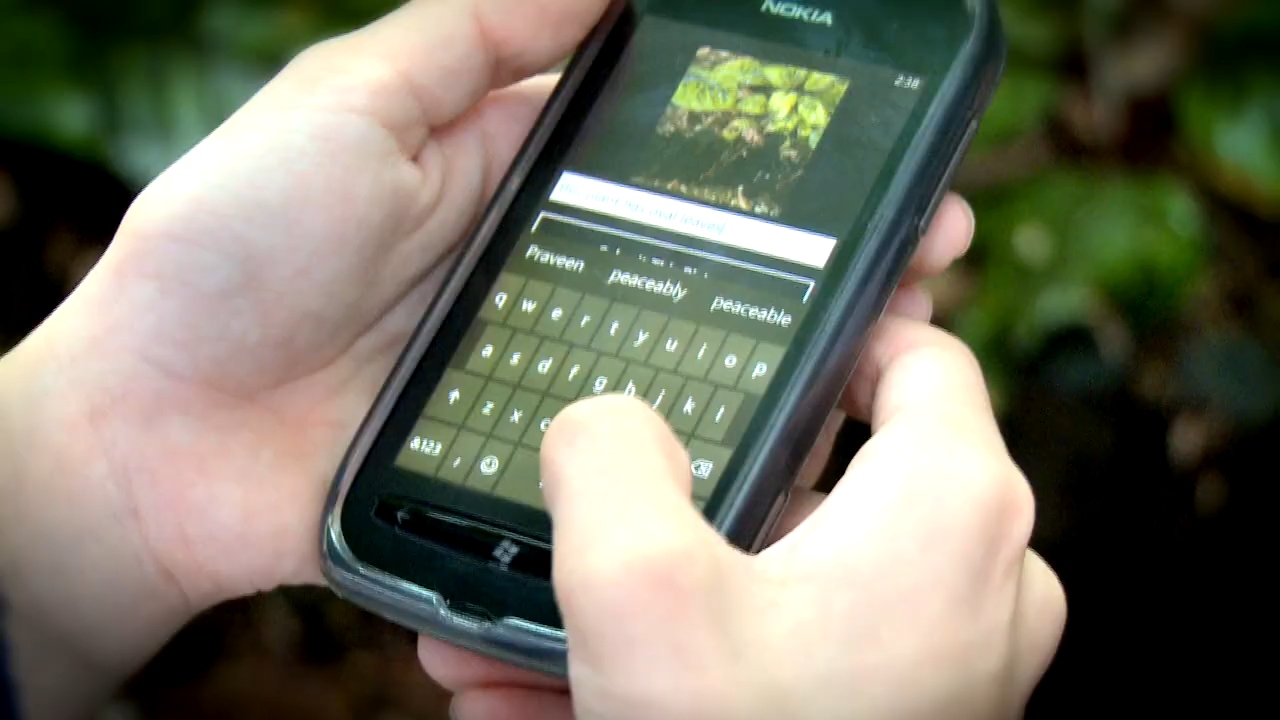 NOKIA
2:38
Praveen peaceably peaceable
q w e r t y u i o p
a s d f g h j k l
z x c
&123 ,